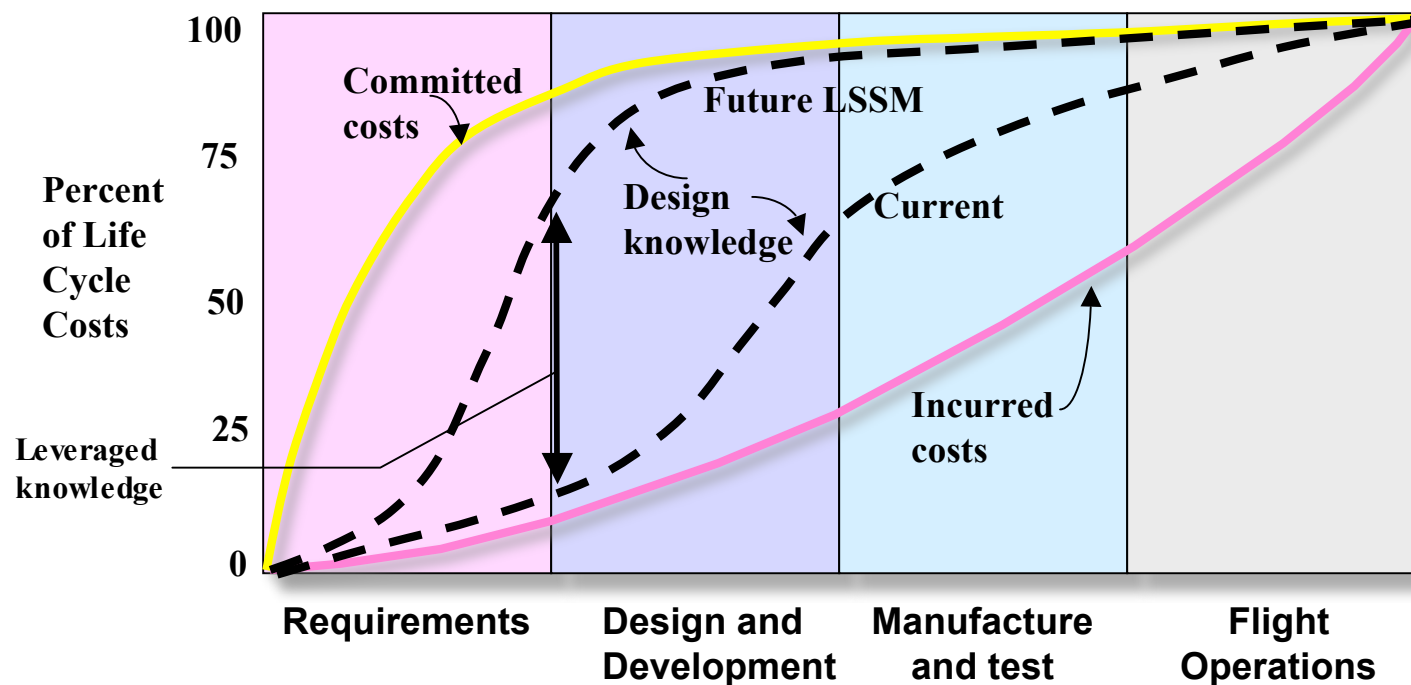 100
75
50
25
0
Percent
of Life
Cycle
Costs
Committed
costs
Future LSSM
Design
knowledge
Current
Incurred
costs
Leveraged
knowledge
Requirements
Design and
Development
Manufacture
and test
Flight
Operations